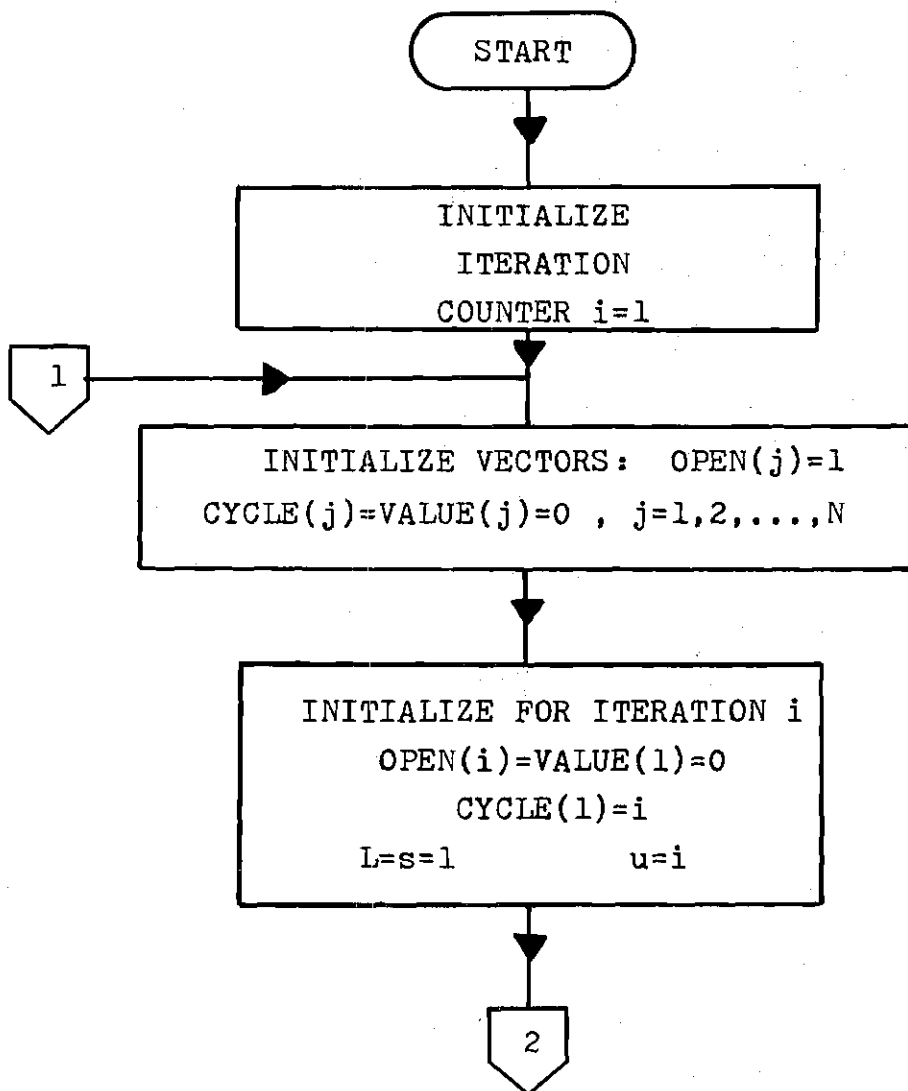 START
INITIALIZE
ITERATION
COUNTER i=1
1
INITIALIZE VECTORS: OPEN(j)=1
CYCLE(j)=VALUE(j)=0 , j=1,2,...,N
INITIALIZE FOR ITERATION i
OPEN(i)=VALUE(1)=0
CYCLE(1)=i
L=s=1 u=i
2